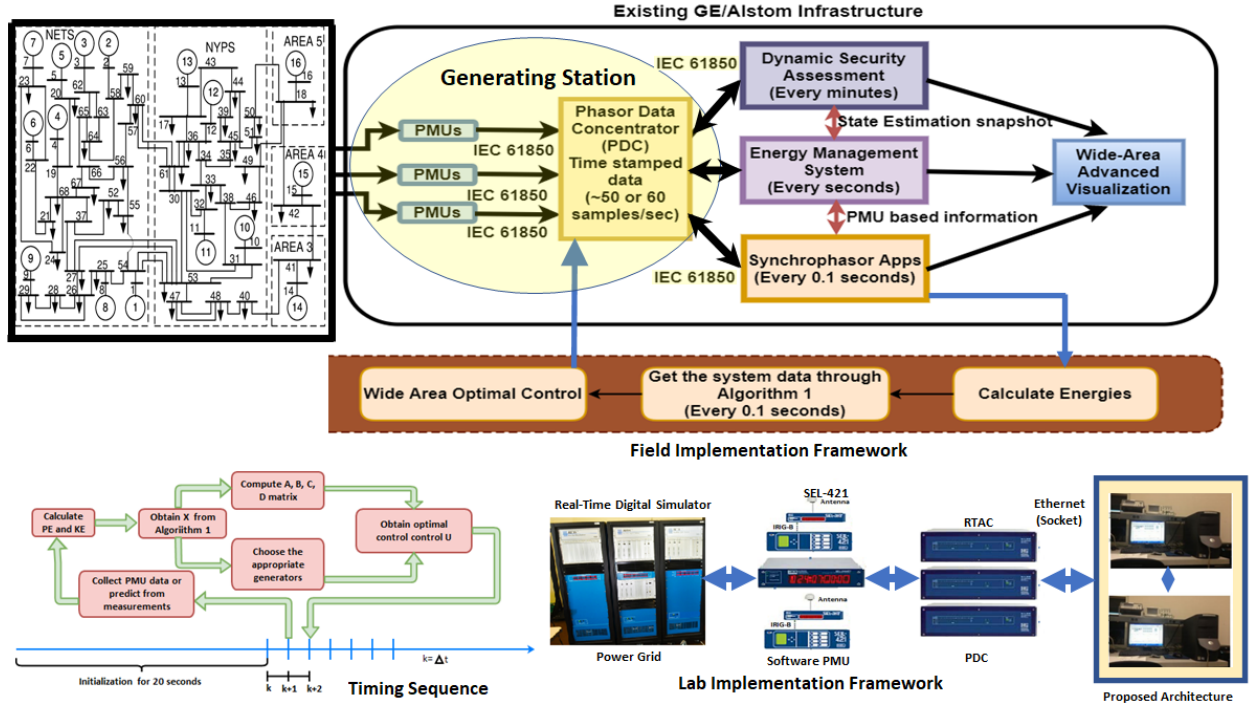 Existing GE/Alstom Infrastructure
NETS
NYPS
AREA 5
AREA 4
AREA 3
Generating Station
PMUs
IEC 61850
PMUs
IEC 61850
PMUs
IEC 61850
Phasor Data
Concentrator
(PDC)
Time stamped
data
(~50 or 60
samples/sec)
IEC 61850
IEC 61850
Dynamic Security
Assessment
(Every minutes)
State Estimation snapshot
Energy Management
System
(Every seconds)
PMU based information
Synchrophasor Apps
(Every 0.1 seconds)
Wide-Area
Advanced
Visualization
Wide Area Optimal Control
Get the system data through
Algorithm 1
(Every 0.1 seconds)
Calculate Energies
Field Implementation Framework
Calculate
PE and KE
Obtain X from
Algoriithm 1
Compute A, B, C,
D matrix
Choose the
appropriate
generators
Obtain optimal
control control U
Collect PMU data or
predict from
measurements
Initialization for 20 seconds
k
k+1
k+2
k=Δt
Timing Sequence
Real-Time Digital Simulator
Power Grid
SEL-421
Antenna
IRIG-B
Antenna
IRIG-B
Software PMU
RTAC
PDC
Ethernet
(Socket)
Lab Implementation Framework
Proposed Architecture